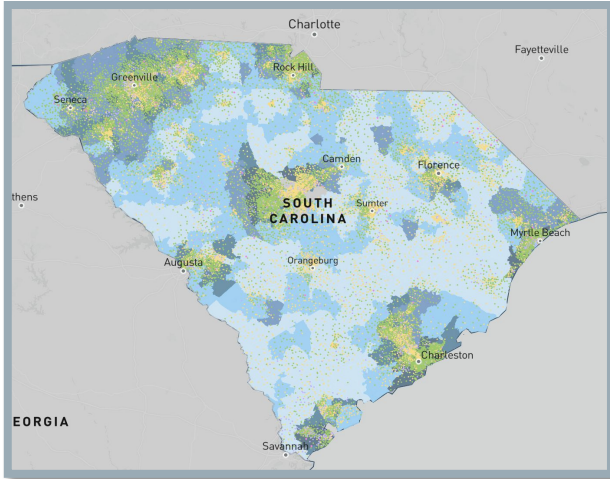 Charlotte
Fayetteville
Rock Hill
Greenville
Seneca
Camden
Florence
thens
SOUTH
CAROLINA
Sumter
Myrtle Beach
Augusta
Orangeburg
Charleston
EORGIA
Savannah